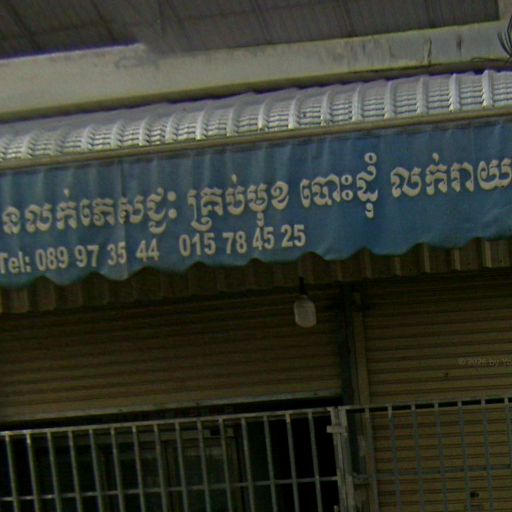 នលក់ភេសជ្ជៈ គ្រប់មុខ បោះដុំ លក់រាយ
Tel: 089 97 35 44 015 78 45 25